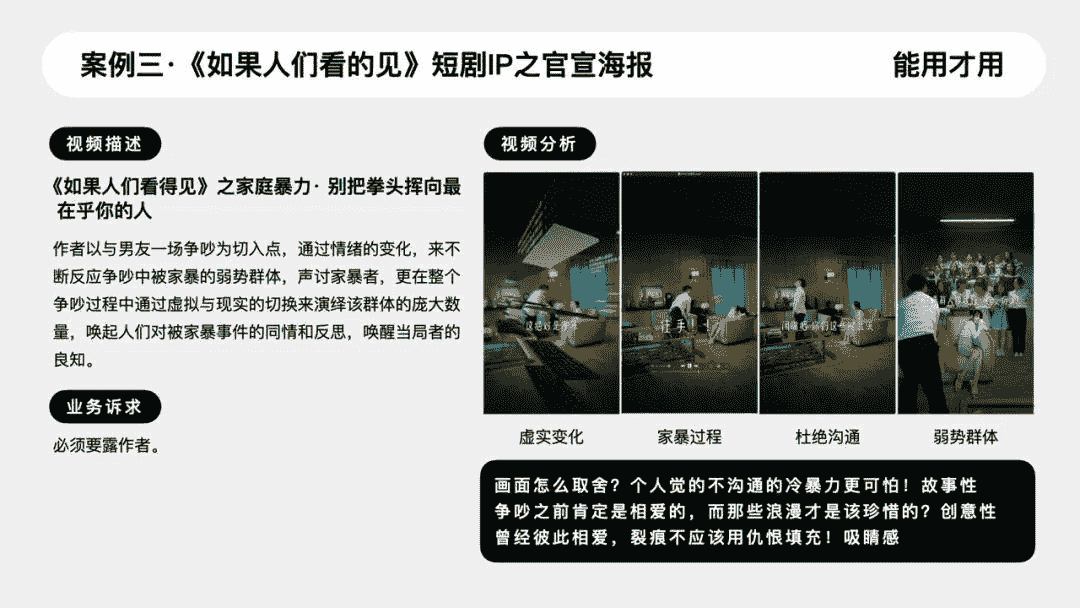 案例三·《如果人们看的见》短剧IP之官宣海报
能用才用
视频描述
《如果人们看得见》之家庭暴力· 别把拳头挥向最
在乎你的人
作者以与男友一场争吵为切入点，通过情绪的变化，来不
断反应争吵中被家暴的弱势群体，声讨家暴者，更在整个
争吵过程中通过虚拟与现实的切换来演绎该群体的庞大数
量，唤起人们对被家暴事件的同情和反思，唤醒当局者的
良知。
业务诉求
必须要露作者。
视频分析
住手！！
虚实变化
家暴过程
杜绝沟通
弱势群体
画面怎么取舍？个人觉的不沟通的冷暴力更可怕！故事性
争吵之前肯定是相爱的，而那些浪漫才是该珍惜的？创意性
曾经彼此相爱，裂痕不应该用仇恨填充！吸睛感